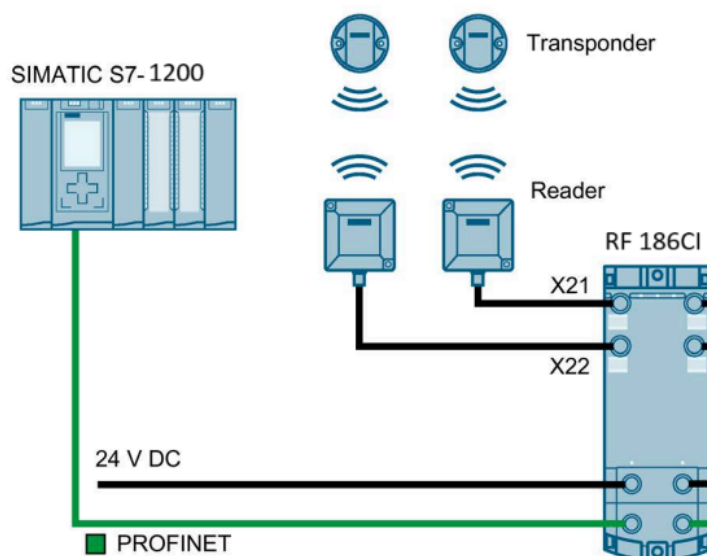 Transponder
SIMATIC S7-1200
Reader
RF 186CI
X21
X22
24 V DC
PROFINET